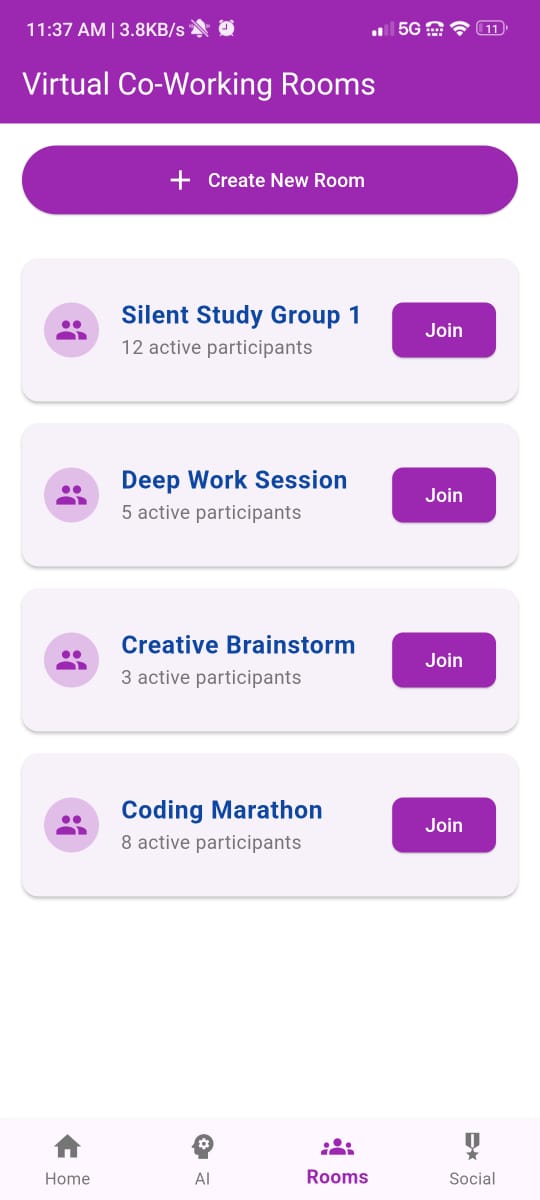 11:37 AM | 3.8KB/s 5G 11
Virtual Co-Working Rooms
Create New Room
Silent Study Group 1
12 active participants
Join
Deep Work Session
5 active participants
Join
Creative Brainstorm
3 active participants
Join
Coding Marathon
8 active participants
Join
Home AI Rooms Social